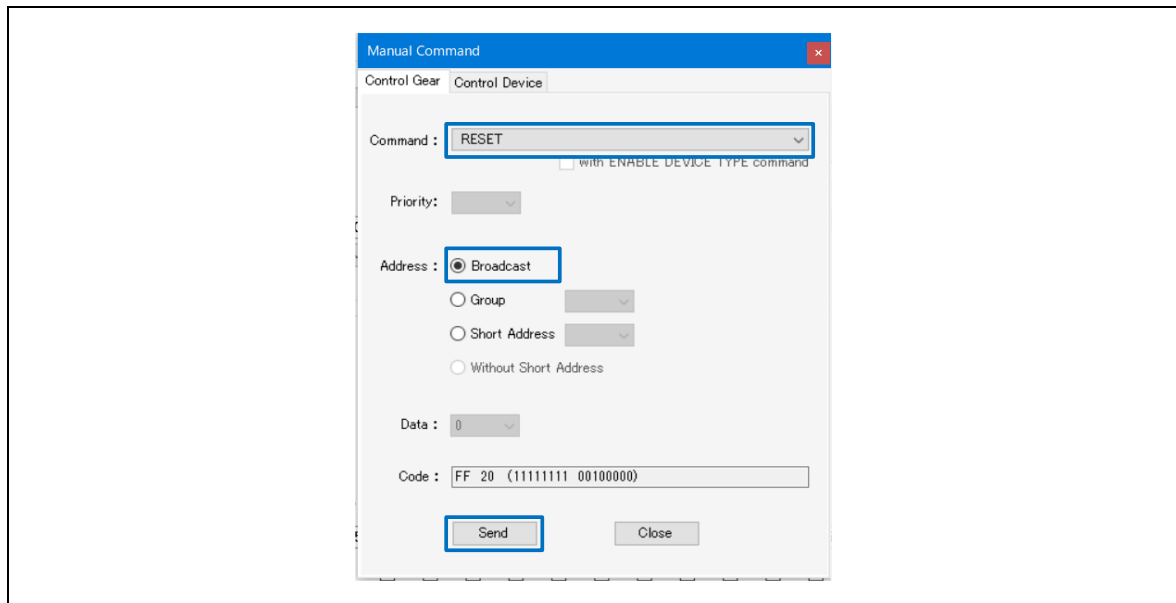 Manual Command
Control Gear Control Device
Command : RESET
with ENABLE DEVICE TYPE command
Priority:
Address : Broadcast
Group
Short Address
Without Short Address
Data : 0
Code : FF 20 (11111111 00100000)
Send Close